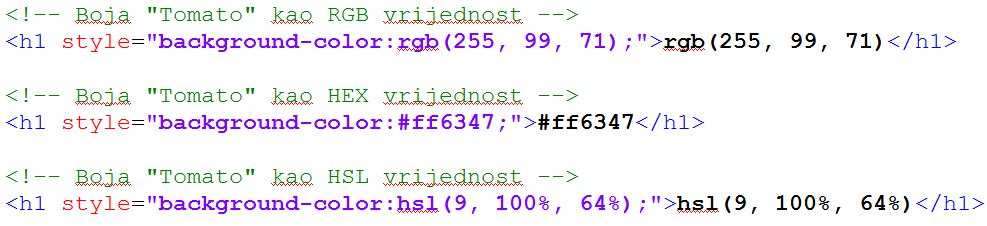 <!-- Boja "Tomato" kao RGB vrijednost -->
<h1 style="background-color:rgb(255, 99, 71);">rgb(255, 99, 71)</h1>
<!-- Boja "Tomato" kao HEX vrijednost -->
<h1 style="background-color:#ff6347;">#ff6347</h1>
<!-- Boja "Tomato" kao HSL vrijednost -->
<h1 style="background-color:hsl(9, 100%, 64%);">hsl(9, 100%, 64%)</h1>